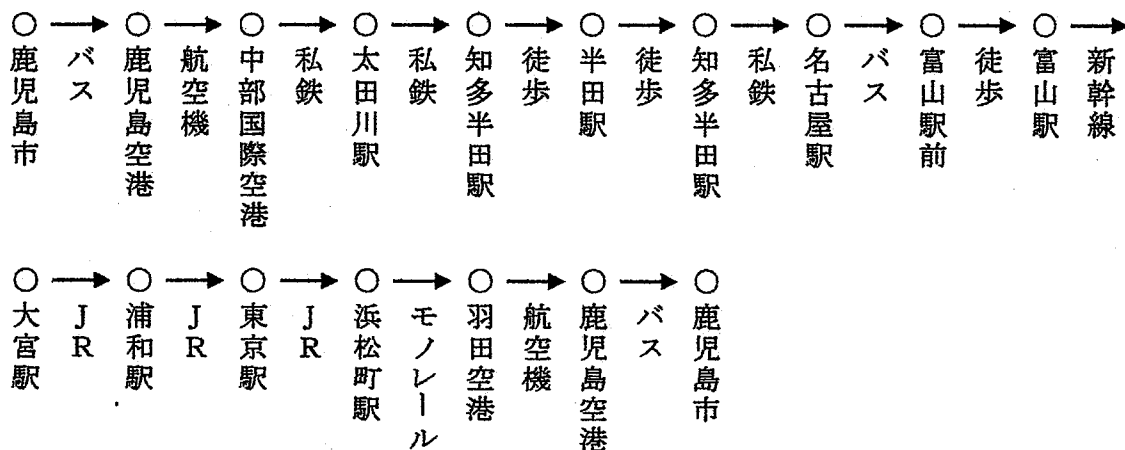 ○→○→○→○→○→○→○→○→○→○→
鹿児島市 バス 鹿児島空港 航空機 中部国際空港 私鉄 太田川駅 私鉄 知多半田駅 徒歩 半田駅 徒歩 知多半田駅 私鉄 名古屋駅 バス 富山駅前 徒歩 富山駅 新幹線
○→○→○→○→○→○→○
大宮駅 JR 浦和駅 JR 東京駅 JR 浜松町駅 モノレール 羽田空港 航空機 鹿児島空港 バス 鹿児島市